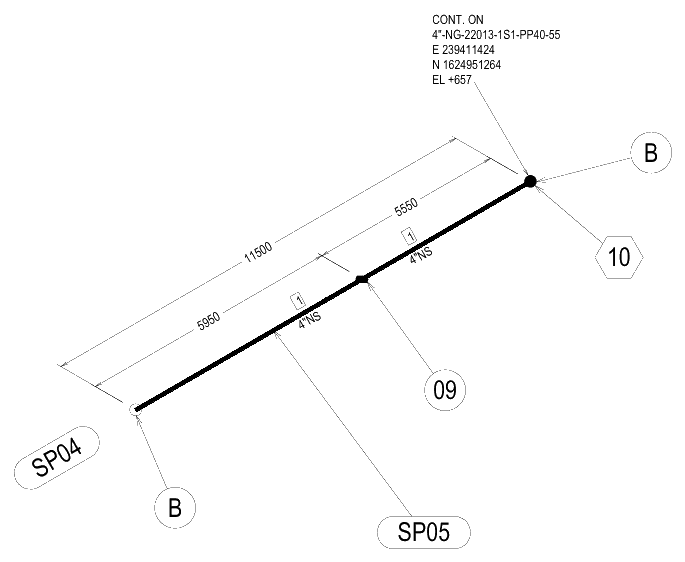 CONT. ON
4"-NG-22013-1S1-PP40-55
E 239411424
N 1624951264
EL +657
B
5550
11500
1
4"NS
10
1
5950
4"NS
09
SP04
B
SP05